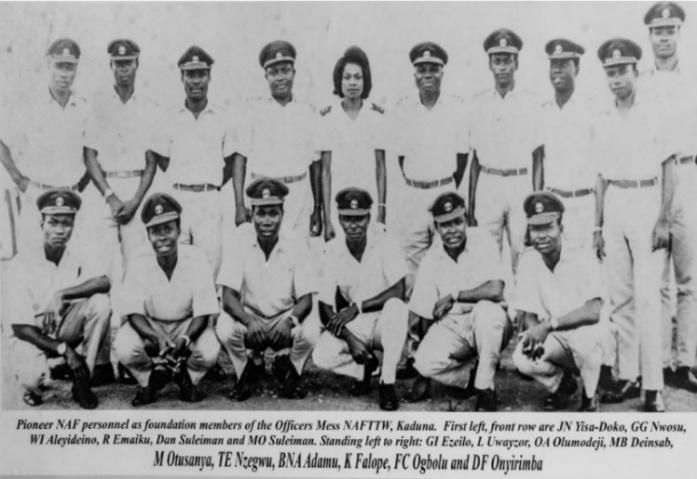 Pioneer NAF personnel as foundation members of the Officers Mess NAFTTW, Kaduna. First left, front row are JN Yisa-Doko, GG Nwosu,
WI Aleyideino, R Emaiku, Dan Suleiman and MO Suleiman. Standing left to right: GI Ezeilo, I. Uwayzor, OA Olumodeji, MB Deinsab,
M Otusanya, TE Nzegwu, BNA Adamu, K Falope, FC Ogbolu and DF Onyirimba